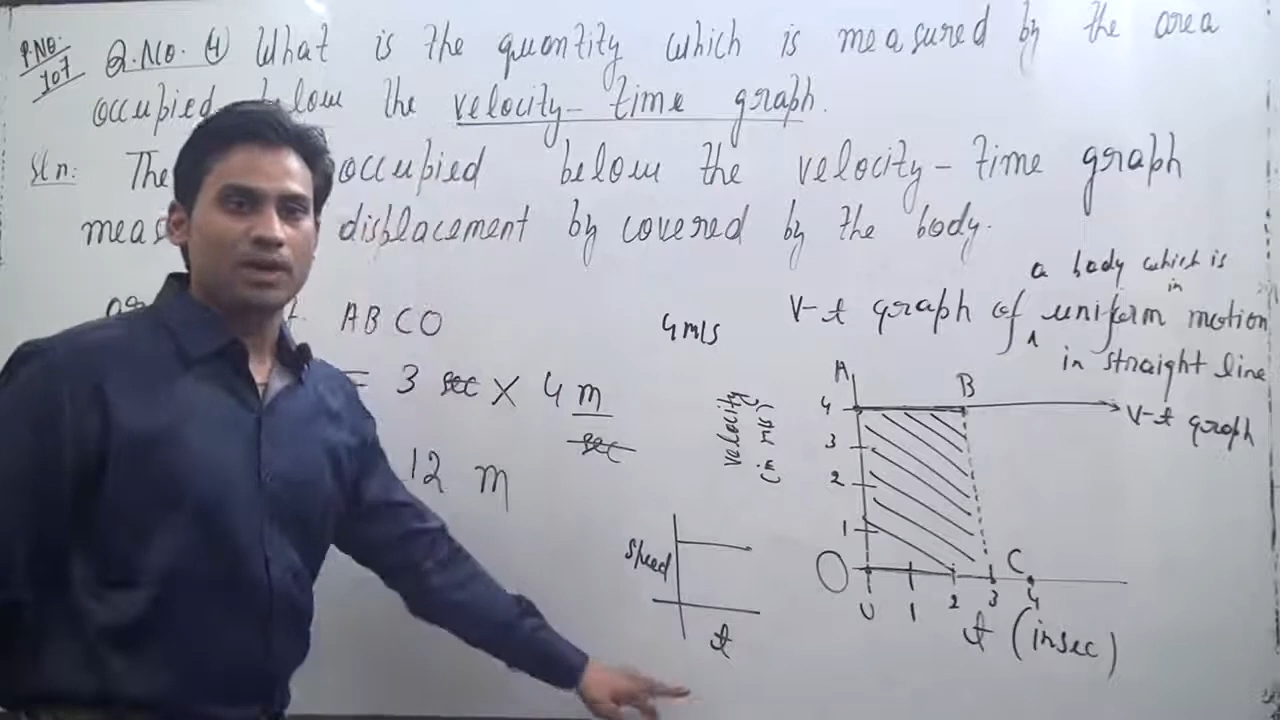 P.NO. 107
Q.NO. 4 What is the quantity which is measured by the area
occupied below the velocity-time graph.
Sln: The occupied below the velocity-time graph
meas displacement by covered by the body.
ABCO
= 3 sec × 4 m/sec
12 m
4m/s
a body which is
in
V-t graph of ^ uniform motion
in straight line
A
B
V-t graph
velocity
(in m/s)
4
3
2
1
O
C
0 1 2 3 4
t (in sec)
speed
t